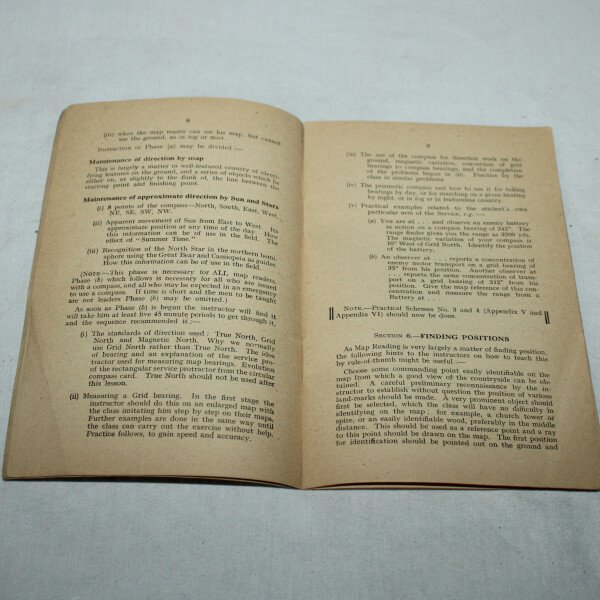 8
(iii) when the map reader can see his map, but cannot
see the ground, as in fog or mist.
Instruction in Phase (a) may be divided :—
Maintenance of direction by map
This is largely a matter in well-featured country of identi-
fying features on the ground, and a series of objects which lie
either on, or slightly to the flank of, the line between the
starting point and finishing point.
Maintenance of approximate direction by Sun and Stars
(i) 8 points of the compass—North, South, East, West,
NE, SE, SW, NW.
(ii) Apparent movement of Sun from East to West. Its
approximate position at any time of the day. How
this information can be of use in the field. The
effect of "Summer Time."
(iii) Recognition of the North Star in the northern hemi-
sphere using the Great Bear and Cassiopeia as guides.
How this information can be of use in the field.
(NOTE.—This phase is necessary for ALL map readers.
Phase (b) which follows is necessary for all who are issued
with a compass, and all who may be expected in an emergency
to use a compass. If time is short and the men to be taught
are not leaders Phase (b) may be omitted.)
As soon as Phase (b) is begun the instructor will find it
will take him at least five 45 minute periods to get through it,
and the sequence recommended is :—
(i) The standards of direction used : True North, Grid
North and Magnetic North. Why we normally
use Grid North rather than True North. The idea
of bearing and an explanation of the service pro-
tractor used for measuring map bearings. Evolution
of the rectangular service protractor from the circular
compass card. True North should not be used after
this lesson.
(ii) Measuring a Grid bearing. In the first stage the
instructor should do this on an enlarged map with
the class imitating him step by step on their maps.
Further examples are done in the same way until
the class can carry out the exercise without help.
Practice follows, to gain speed and accuracy.
9
(iii) The use of the compass for direction work on the
ground, magnetic variation, conversion of grid
bearings to compass bearings, and the completion
of the problems begun in (ii). Practice by the
class in similar problems.
(iv) The prismatic compass and how to use it for taking
bearings by day, or for marching on a given bearing
by night, or in fog or in featureless country.
(v) Practical examples related to the student's own
particular arm of the Service, e.g. :—
(a) You are at . . . and observe an enemy battery
in action on a compass bearing of 342°. The
range finder gives you the range as 3200 yds.
The magnetic variation of your compass is
10° West of Grid North. Identify the position
of the battery.
(b) An observer at . . . reports a concentration of
enemy motor transport on a grid bearing of
35° from his position. Another observer at
. . . reports the same concentration of trans-
port on a grid bearing of 312° from his
position. Give the map reference of this con-
centration and measure the range from a
Battery at . . .
NOTE.—Practical Schemes No. 3 and 4 (Appendix V and
Appendix VI) should now be done.
SECTION 6.—FINDING POSITIONS
As Map Reading is very largely a matter of finding position,
the following hints to the instructors on how to teach this
by rule-of-thumb might be useful :—
Choose some commanding point easily identifiable on the
map from which a good view of the countryside can be ob-
tained. A careful preliminary reconnaissance by the in-
structor to establish without question the position of various
land-marks should be made. A very prominent object should
first be selected, which the class will have no difficulty in
identifying on the map ; for example, a church tower or
spire, or an easily identifiable wood, preferably in the middle
distance. This should be used as a reference point and a ray
to this point should be drawn on the map. The first position
for identification should be pointed out on the ground and